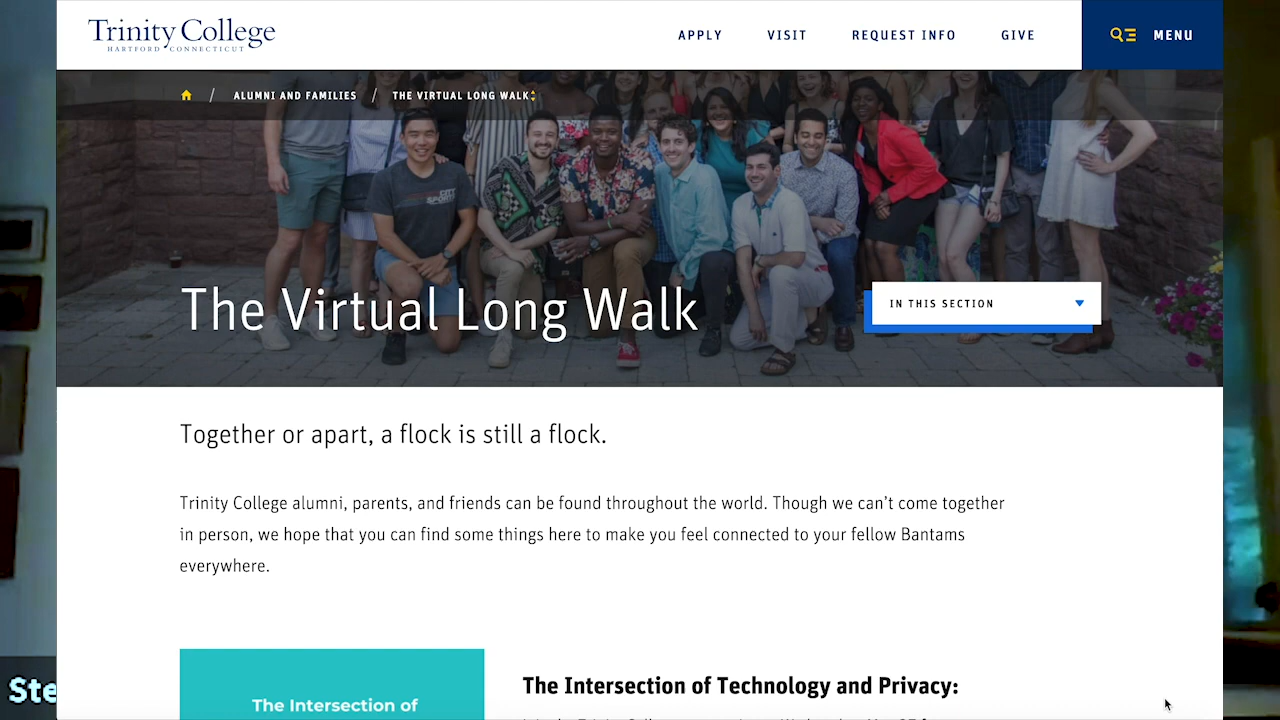 Trinity College
HARTFORD CONNECTICUT
APPLY
VISIT
REQUEST INFO
GIVE
MENU
/ ALUMNI AND FAMILIES / THE VIRTUAL LONG WALK
CITY
SPORTS
The Virtual Long Walk
IN THIS SECTION
Together or apart, a flock is still a flock.
Trinity College alumni, parents, and friends can be found throughout the world. Though we can’t come together
in person, we hope that you can find some things here to make you feel connected to your fellow Bantams
everywhere.
The Intersection of
The Intersection of Technology and Privacy:
Ste